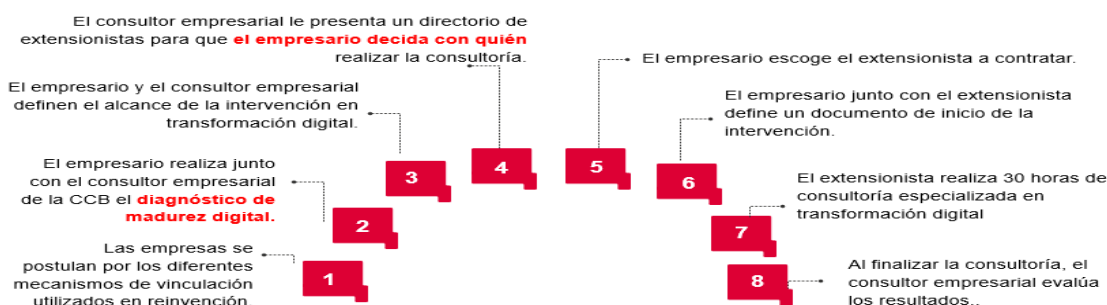 El consultor empresarial le presenta un directorio de
extensionistas para que el empresario decida con quién
realizar la consultoría.
El empresario y el consultor empresarial
definen el alcance de la intervención en
transformación digital.
El empresario realiza junto
con el consultor empresarial
de la CCB el diagnóstico de
madurez digital.
Las empresas se
postulan por los diferentes
mecanismos de vinculación
utilizados en reinvención.
1
2
3
4
5
6
7
8
El empresario escoge el extensionista a contratar.
El empresario junto con el extensionista
define un documento de inicio de la
intervención.
El extensionista realiza 30 horas de
consultoría especializada en
transformación digital
Al finalizar la consultoría, el
consultor empresarial evalúa
los resultados..